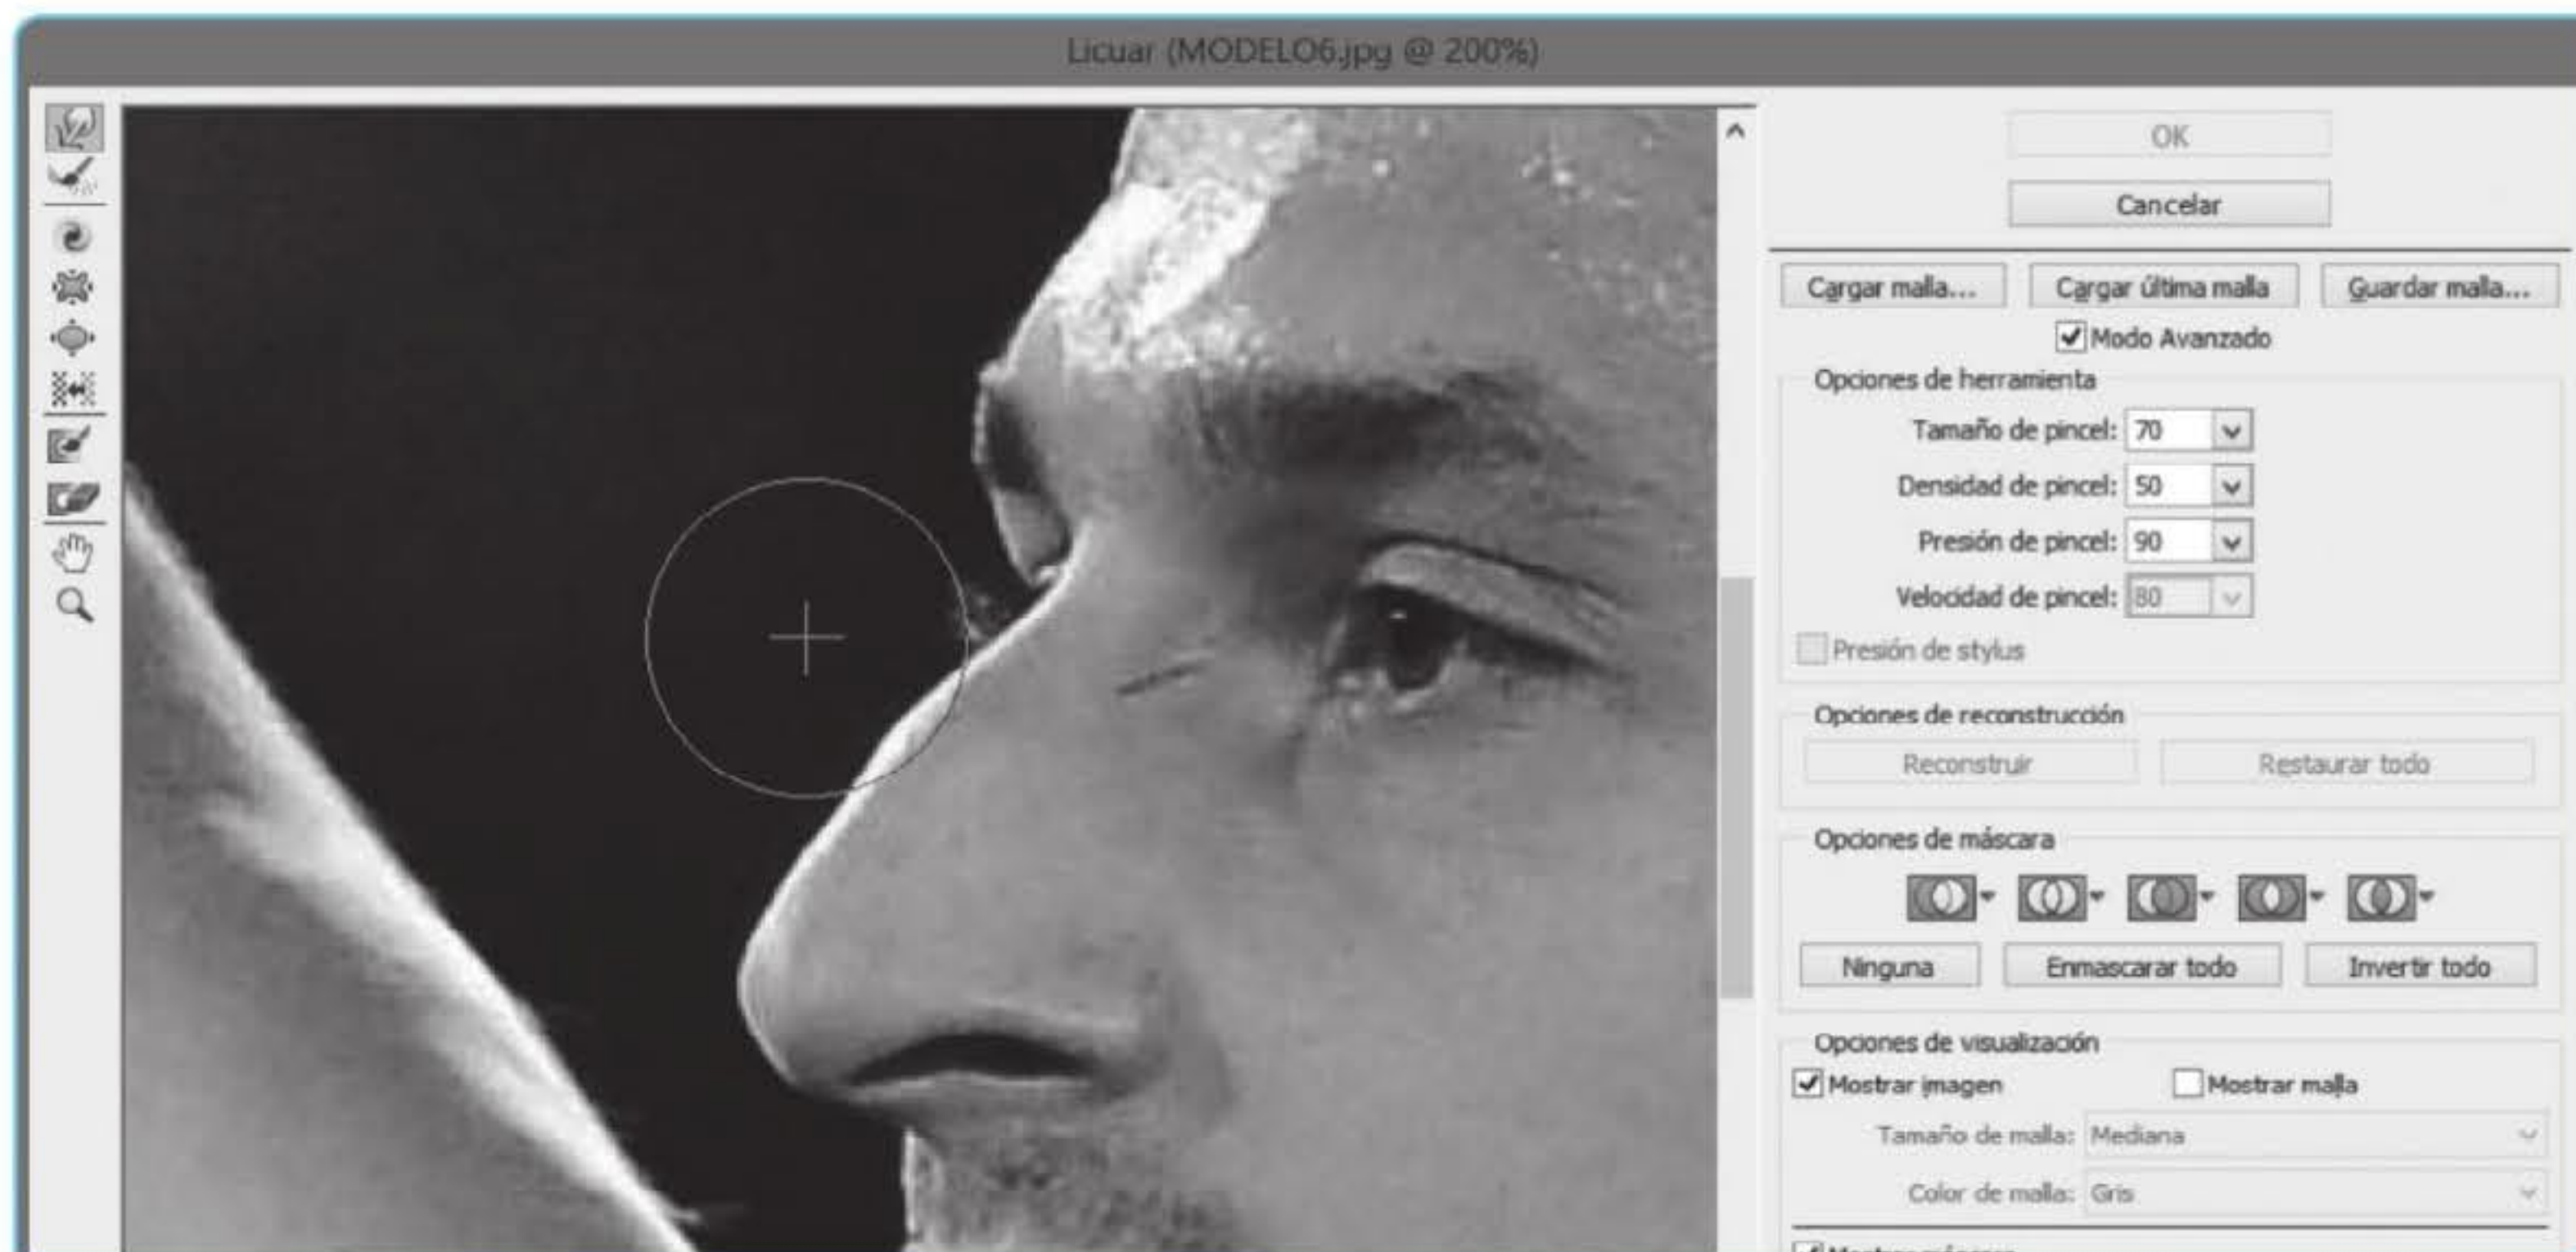 Licuar (MODELO6.jpg @ 200%)
OK
Cancelar
Cargar malla... Cargar última malla Guardar malla...
Modo Avanzado
Opciones de herramienta
Tamaño de pincel: 70
Densidad de pincel: 50
Presión de pincel: 90
Velocidad de pincel: 80
Presión de stylus
Opciones de reconstrucción
Reconstruir Restaurar todo
Opciones de máscara
Ninguna Enmascarar todo Invertir todo
Opciones de visualización
Mostrar imagen Mostrar malla
Tamaño de malla: Mediana
Color de malla: Gris